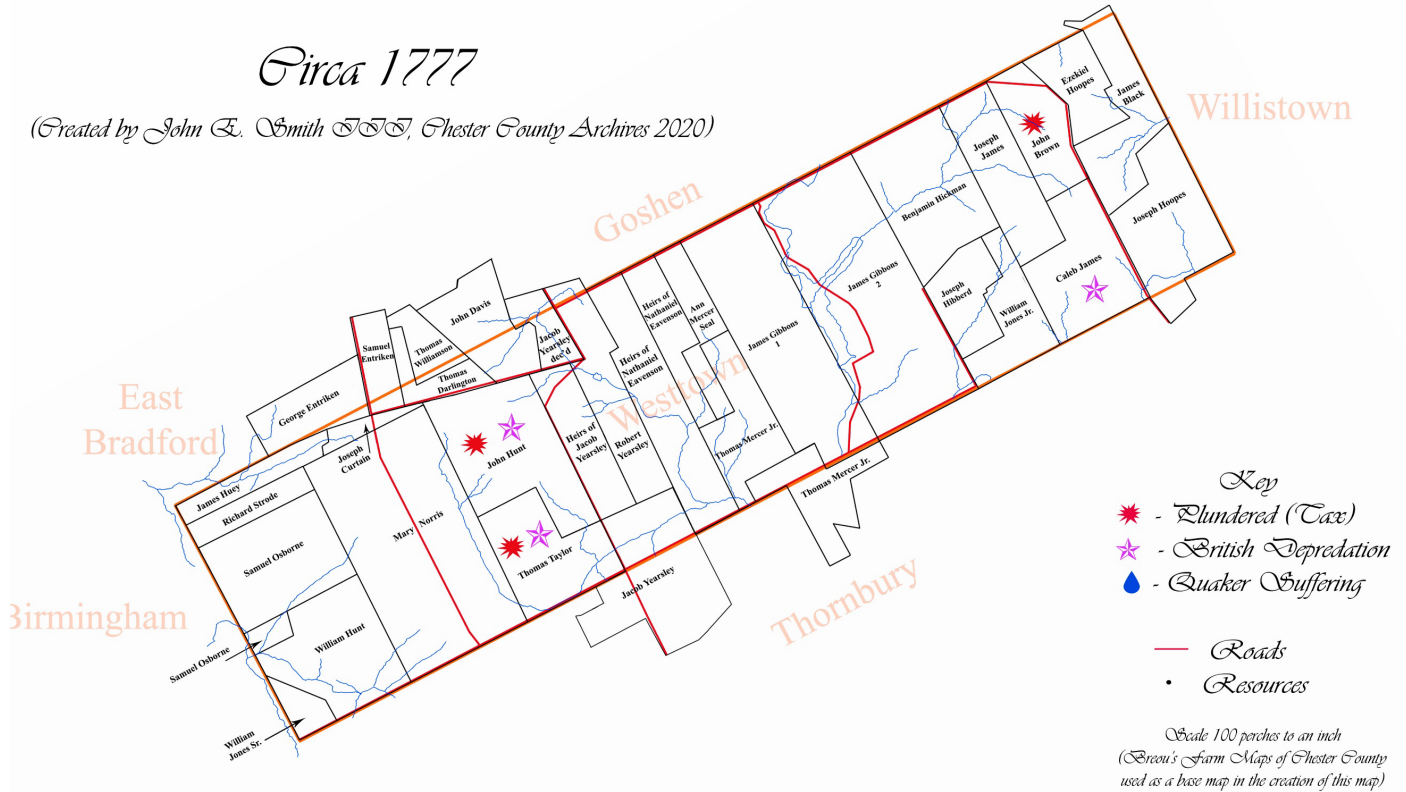 Circa 1777
(Created by John E. Smith III, Chester County Archives 2020)
Willistown
Goshen
East
Bradford
Westtown
Birmingham
Thornbury
Ezekiel
Hoopes
James
Black
John
Brown
Joseph
James
Joseph Hoopes
Benjamin Hickman
Caleb James
Joseph
Hibberd
William
Jones Jr.
James Gibbons
2
James Gibbons
1
Ann
Mercer
Seal
Heirs of
Nathaniel
Eavenson
Heirs of
Nathaniel
Eavenson
Thomas Mercer Jr.
Thomas Mercer Jr.
John Davis
Jacob
Yearsley
dec'd
Samuel
Entriken
Thomas
Williamson
Thomas
Darlington
George Entriken
Heirs of
Jacob
Yearsley
Robert
Yearsley
John Hunt
Joseph
Curtain
James Huey
Richard Strode
Samuel Osborne
Mary Norris
Thomas Taylor
Jacob Yearsley
William Hunt
Samuel Osborne
William
Jones Sr.
Key
- Plundered (Tax)
- British Depredation
- Quaker Suffering
Roads
Resources
Scale 100 perches to an inch
(Breou's Farm Maps of Chester County
used as a base map in the creation of this map)